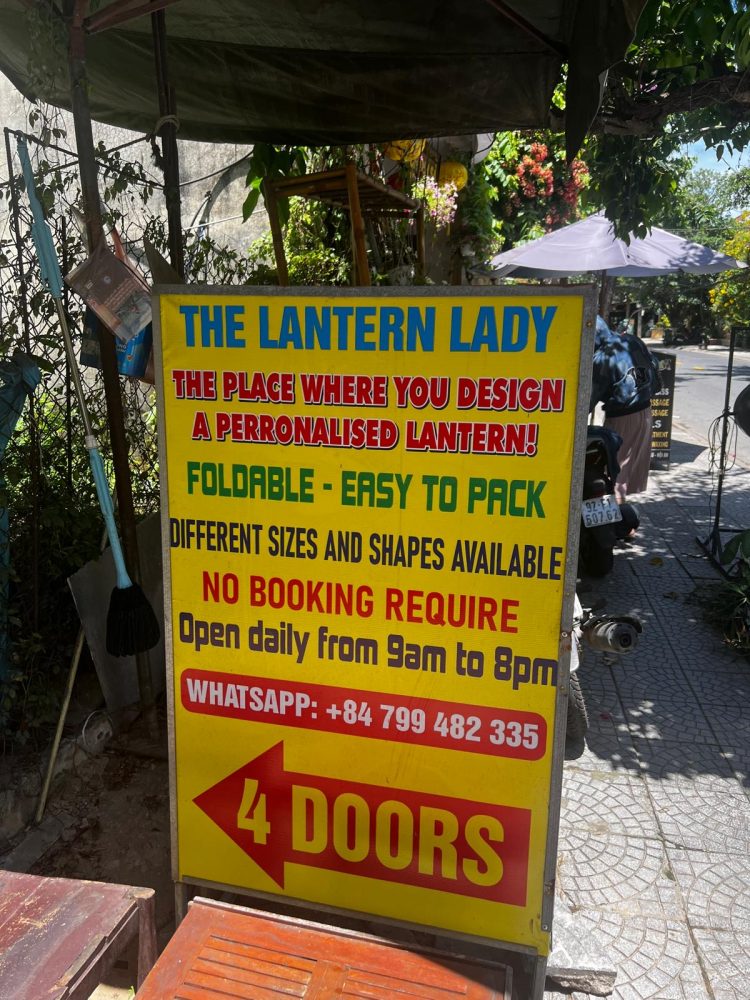 THE LANTERN LADY
THE PLACE WHERE YOU DESIGN
A PERRONALISED LANTERN!
FOLDABLE - EASY TO PACK
DIFFERENT SIZES AND SHAPES AVAILABLE
NO BOOKING REQUIRE
Open daily from 9am to 8pm
WHATSAPP: +84 799 482 335
4 DOORS